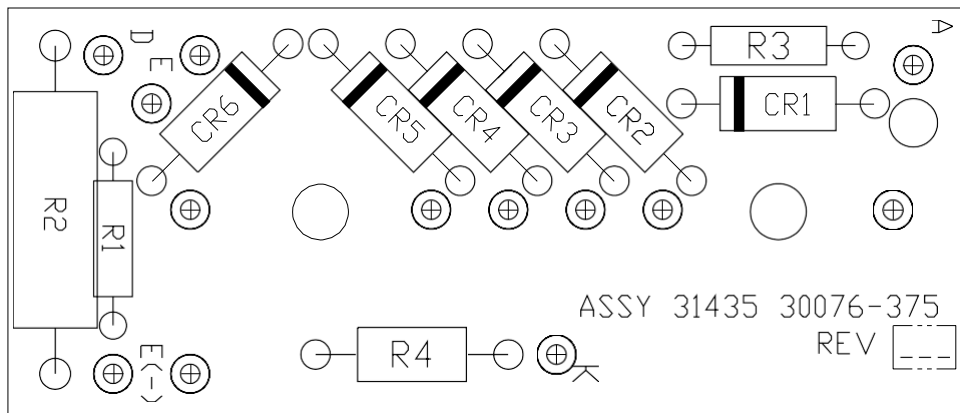 A
D
E
R3
CR6
CR5
CR4
CR3
CR2
CR1
R2
R1
ASSY 31435 30076-375
REV
R4
E(-)
K